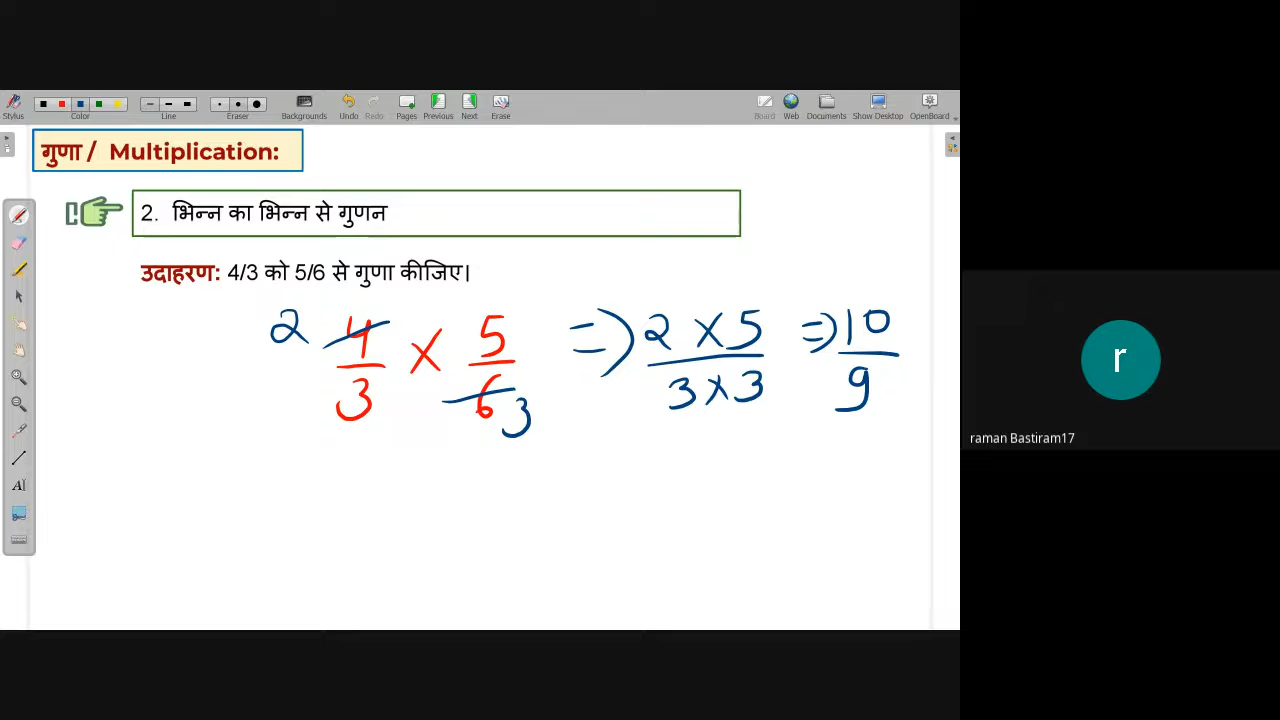 Stylus Color Line Eraser Backgrounds Undo Redo Pages Previous Next Erase Board Web Documents Show Desktop OpenBoard
गुणा / Multiplication:
2. भिन्न का भिन्न से गुणन
उदाहरण: 4/3 को 5/6 से गुणा कीजिए।
2 4/3 × 5/6 3 => 2 × 5 / 3 × 3 => 10/9
r
raman Bastiram17